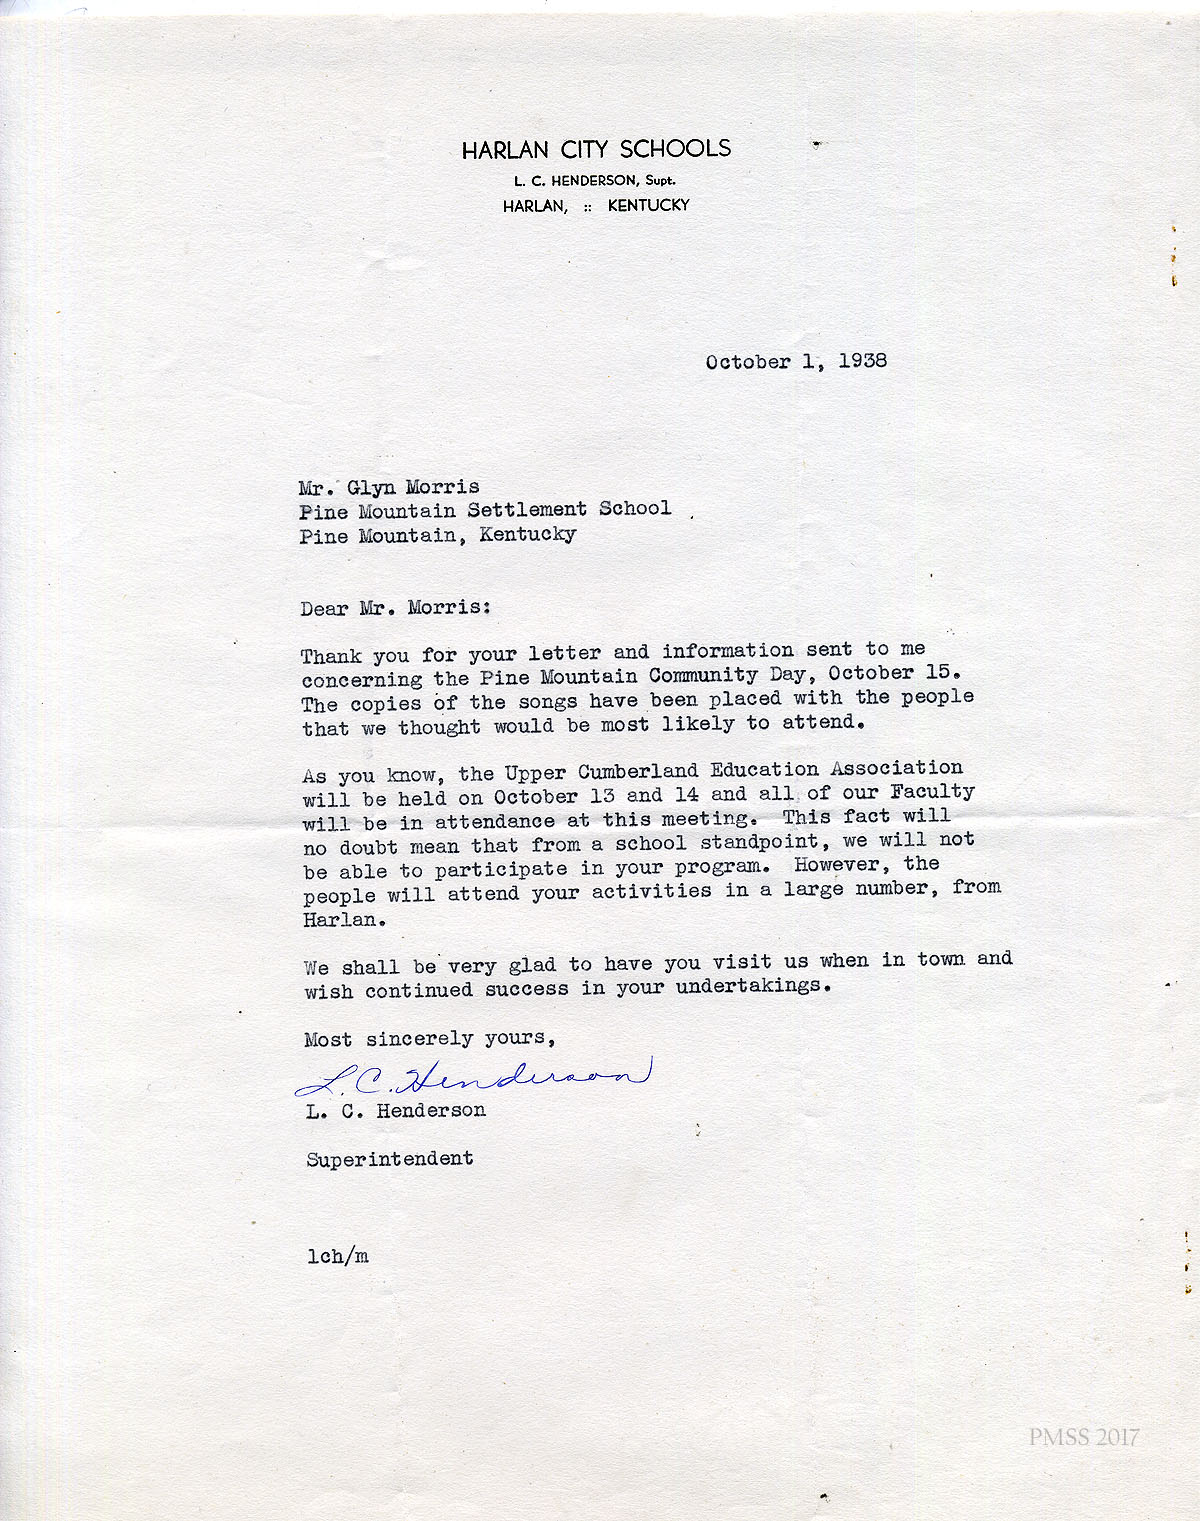 HARLAN CITY SCHOOLS
L. C. HENDERSON, Supt.
HARLAN, :: KENTUCKY
October 1, 1938
Mr. Glyn Morris
Pine Mountain Settlement School
Pine Mountain, Kentucky
Dear Mr. Morris:
Thank you for your letter and information sent to me
concerning the Pine Mountain Community Day, October 15.
The copies of the songs have been placed with the people
that we thought would be most likely to attend.
As you know, the Upper Cumberland Education Association
will be held on October 13 and 14 and all of our Faculty
will be in attendance at this meeting. This fact will
no doubt mean that from a school standpoint, we will not
be able to participate in your program. However, the
people will attend your activities in a large number, from
Harlan.
We shall be very glad to have you visit us when in town and
wish continued success in your undertakings.
Most sincerely yours,
L. C. Henderson
L. C. Henderson
Superintendent
lch/m
PMSS 2017